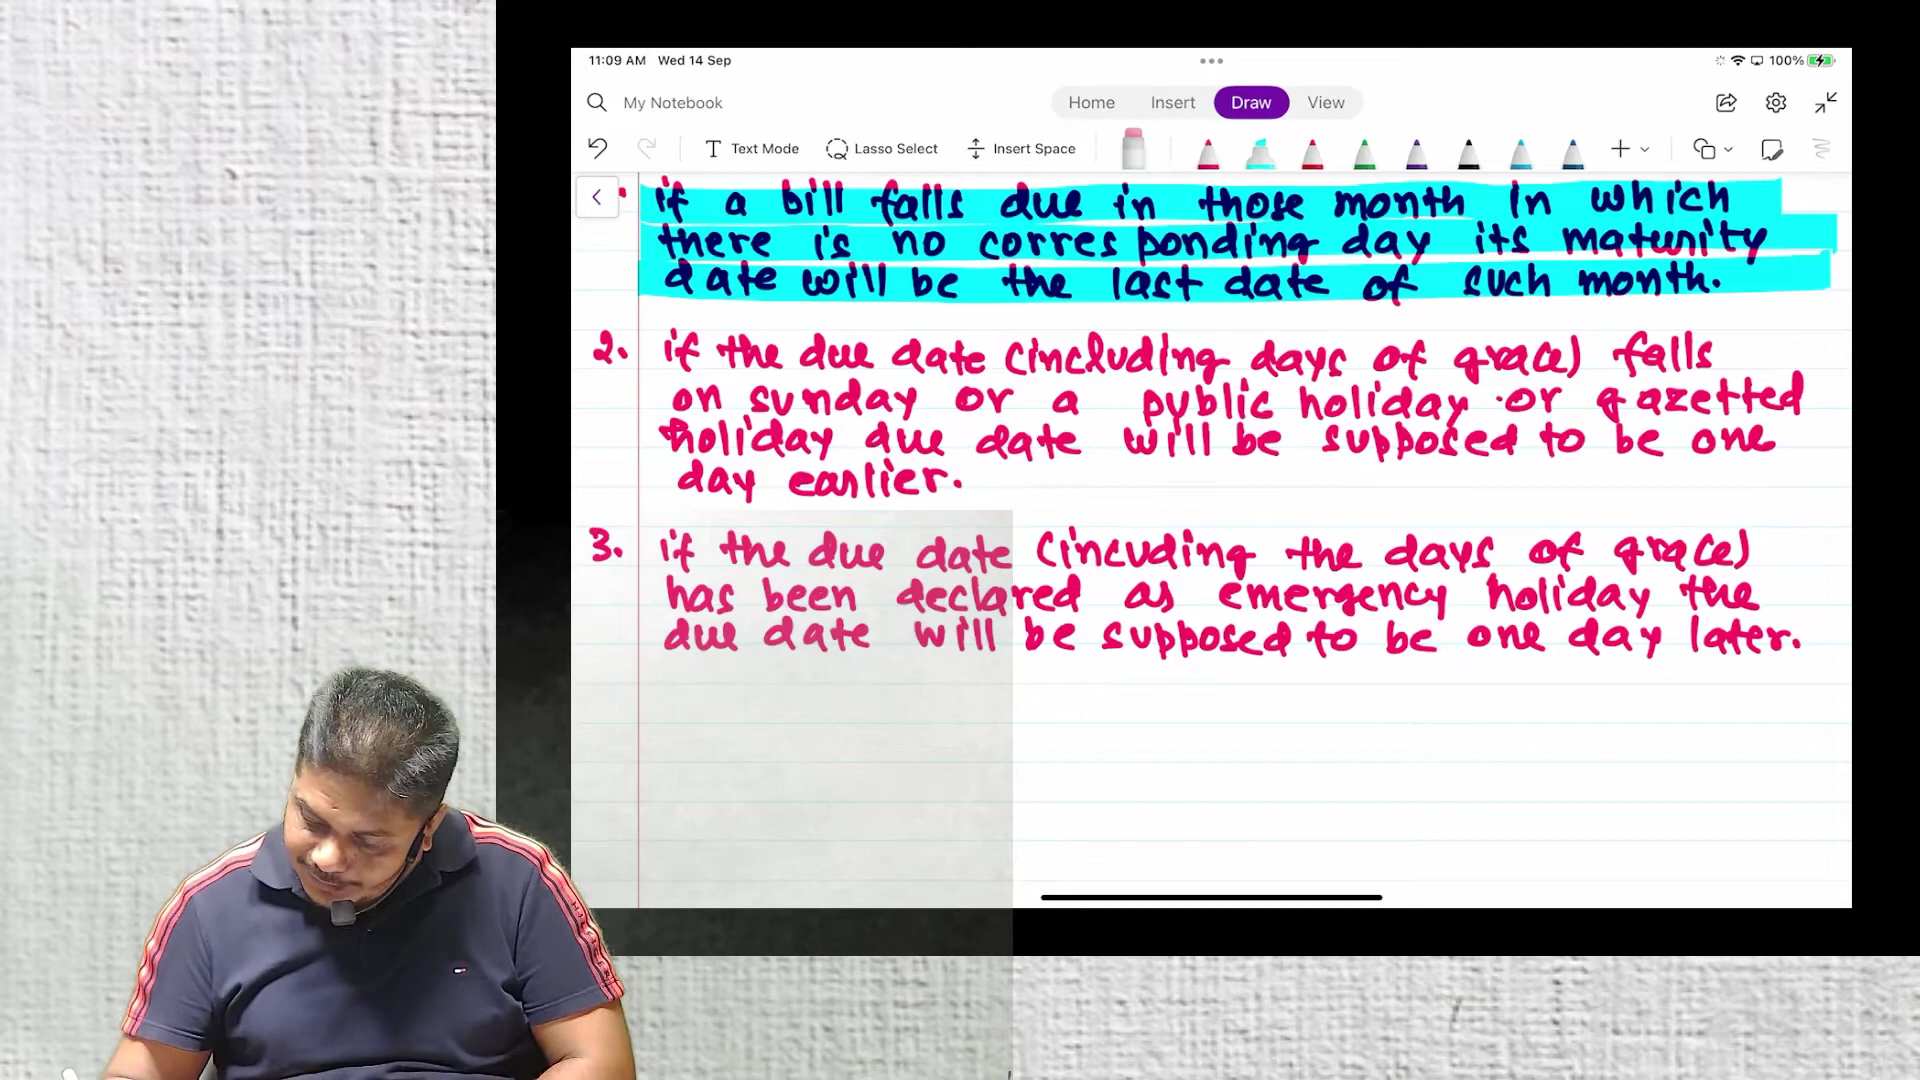 11:09 AM Wed 14 Sep
100%
My Notebook
Home Insert Draw View
Text Mode Lasso Select Insert Space
if a bill falls due in those month in which
there is no corresponding day its maturity
date will be the last date of such month.
2. if the due date (including days of grace) falls
on sunday or a public holiday or gazetted
holiday due date will be supposed to be one
day earlier.
3. if the due date (incuding the days of grace)
has been declared as emergency holiday the
due date will be supposed to be one day later.